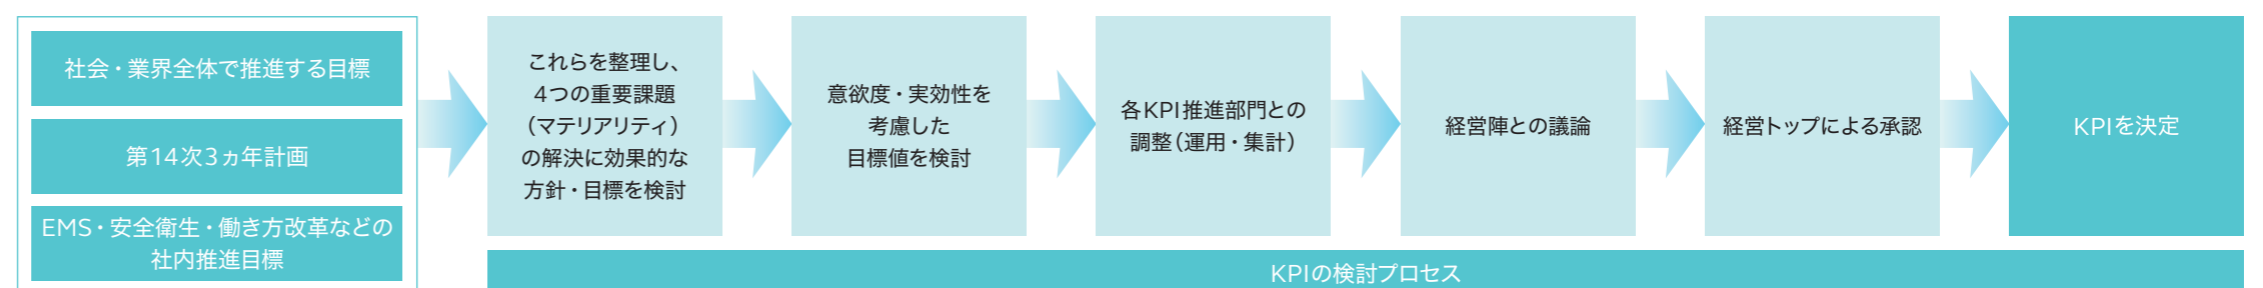 社会・業界全体で推進する目標
第14次3ヵ年計画
EMS・安全衛生・働き方改革などの
社内推進目標
これらを整理し、
4つの重要課題
（マテリアリティ）
の解決に効果的な
方針・目標を検討
意欲度・実効性を
考慮した
目標値を検討
各KPI推進部門との
調整（運用・集計）
経営陣との議論
経営トップによる承認
KPIを決定
KPIの検討プロセス